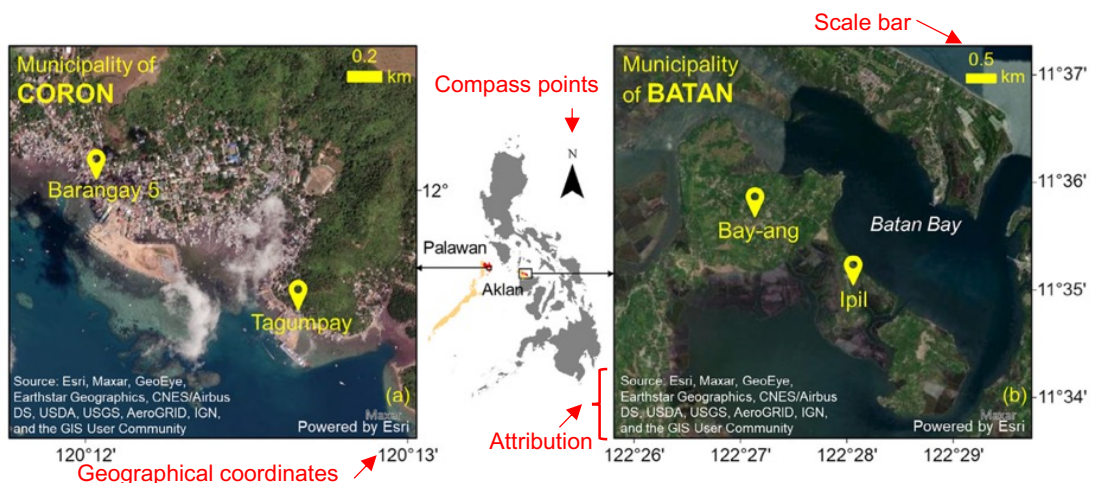 Scale bar
Municipality of
CORON
0.2
km
Barangay 5
Tagumpay
Source: Esri, Maxar, GeoEye,
Earthstar Geographics, CNES/Airbus
DS, USDA, USGS, AeroGRID, IGN,
and the GIS User Community
(a)
Maxar
Powered by Esri
12°
120°12'
120°13'
Geographical coordinates
Compass points
N
Palawan
Aklan
Attribution
Municipality
of BATAN
0.5
km
Bay-ang
Batan Bay
Ipil
Source: Esri, Maxar, GeoEye,
Earthstar Geographics, CNES/Airbus
DS, USDA, USGS, AeroGRID, IGN,
and the GIS User Community
(b)
Maxar
Powered by Esri
11°37'
11°36'
11°35'
11°34'
122°26'
122°27'
122°28'
122°29'